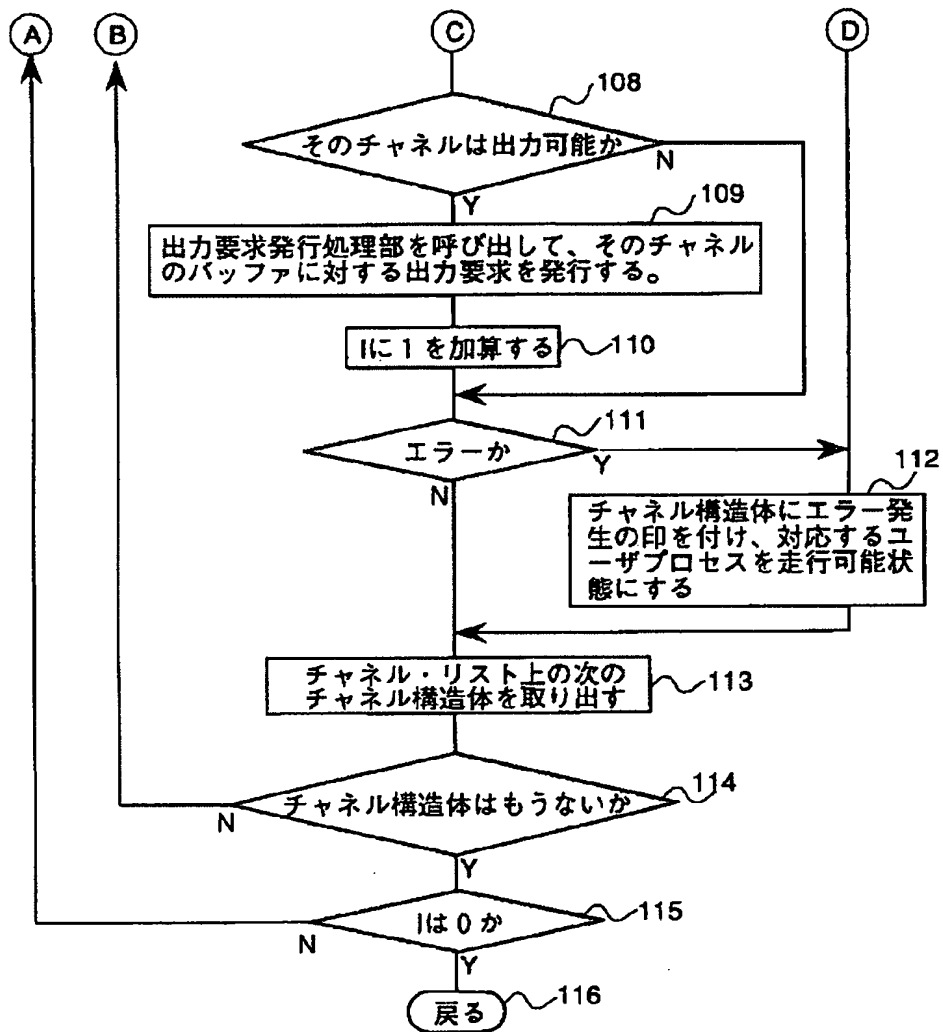 A
B
C
D
108
そのチャネルは出力可能か
N
Y
109
出力要求発行処理部を呼び出して、そのチャネル
のバッファに対する出力要求を発行する。
Iに1を加算する
110
111
エラーか
Y
N
112
チャネル構造体にエラー発
生の印を付け、対応するユ
ーザプロセスを走行可能状
態にする
チャネル・リスト上の次の
チャネル構造体を取り出す
113
114
チャネル構造体はもうないか
N
Y
115
Iは0か
N
Y
戻る
116